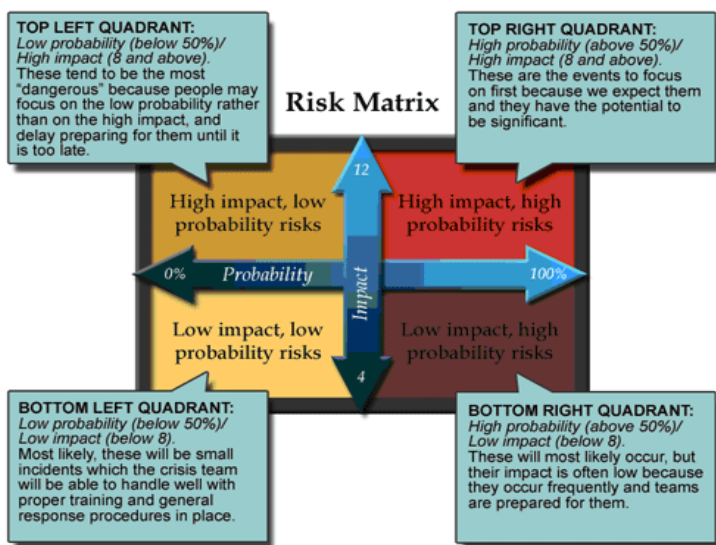 TOP LEFT QUADRANT:
Low probability (below 50%)/
High impact (8 and above).
These tend to be the most
“dangerous” because people may
focus on the low probability rather
than on the high impact, and
delay preparing for them until it
is too late.
TOP RIGHT QUADRANT:
High probability (above 50%)/
High impact (8 and above).
These are the events to focus
on first because we expect them
and they have the potential to
be significant.
Risk Matrix
12
High impact, low
probability risks
High impact, high
probability risks
0%
Probability
Impact
100%
Low impact, low
probability risks
Low impact, high
probability risks
4
BOTTOM LEFT QUADRANT:
Low probability (below 50%)/
Low impact (below 8).
Most likely, these will be small
incidents which the crisis team
will be able to handle well with
proper training and general
response procedures in place.
BOTTOM RIGHT QUADRANT:
High probability (above 50%)/
Low impact (below 8).
These will most likely occur, but
their impact is often low because
they occur frequently and teams
are prepared for them.